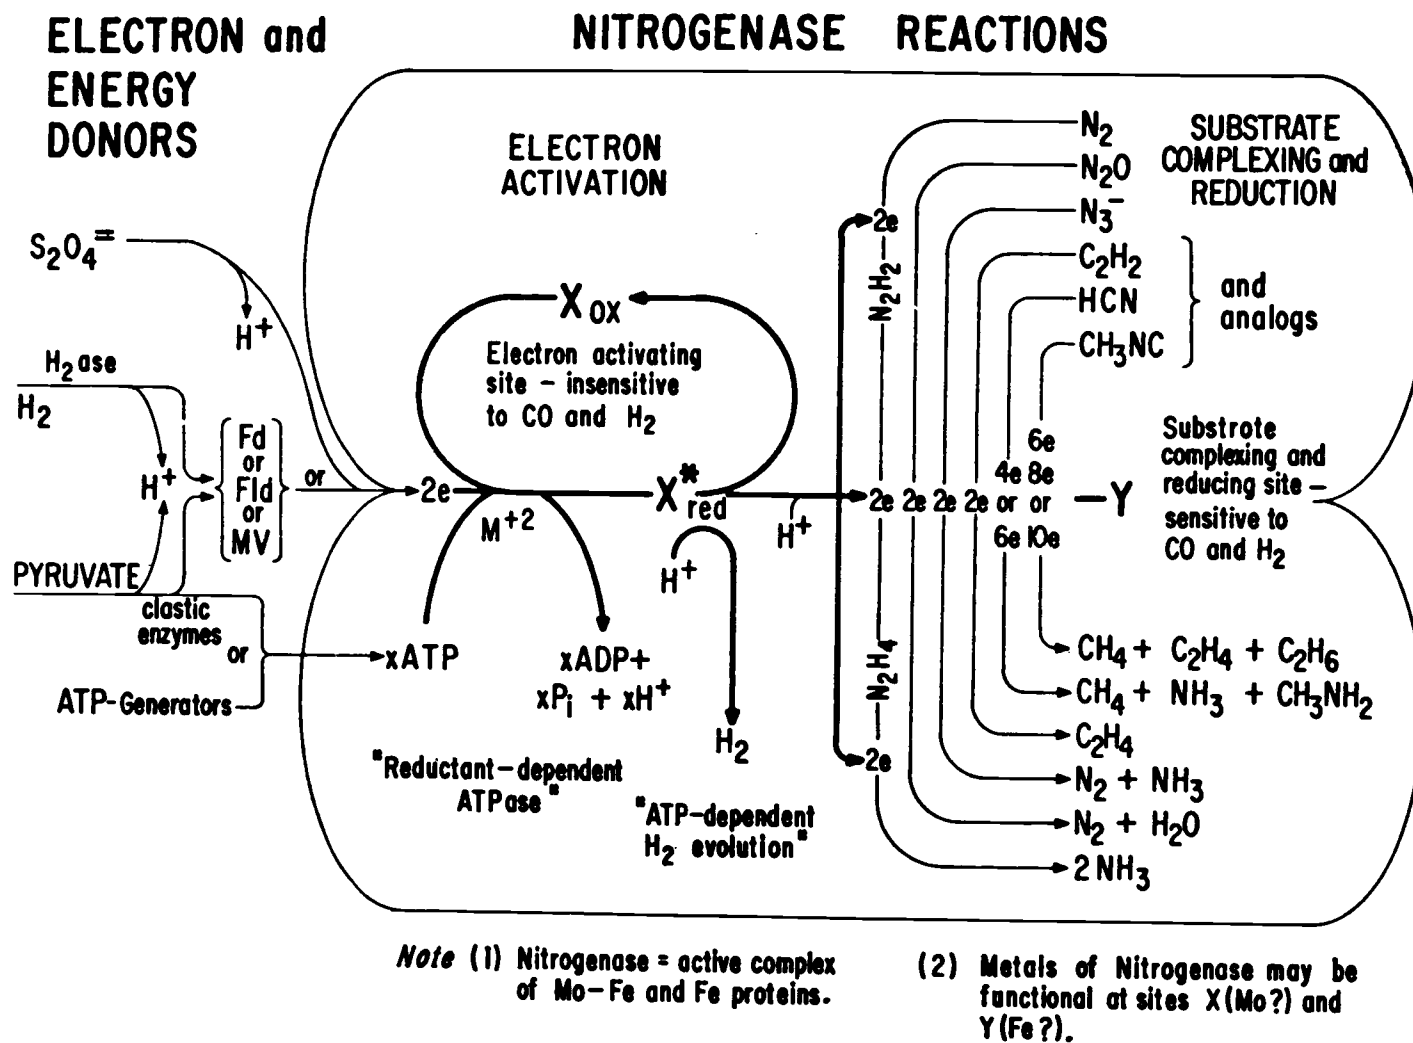 ELECTRON and
ENERGY
DONORS
NITROGENASE REACTIONS
ELECTRON
ACTIVATION
SUBSTRATE
COMPLEXING and
REDUCTION
S2O4=
H+
H2ase
H2
H+
PYRUVATE
clastic
enzymes
or
ATP-Generators
Fd
or
Fld
or
MV
or
2e
M+2
XOX
Electron activating
site – insensitive
to CO and H2
X*red
H+
H+
xATP
xADP+
xPi + xH+
H2
"Reductant-dependent
ATPase"
"ATP-dependent
H2 evolution"
2e
N2H2
2e 2e 2e 2e
N2H4
2e
4e
or
6e
6e
8e
or
10e
–Y
N2
N2O
N3–
C2H2
HCN
CH3NC
and
analogs
Substrote
complexing and
reducing site –
sensitive to
CO and H2
CH4 + C2H4 + C2H6
CH4 + NH3 + CH3NH2
C2H4
N2 + NH3
N2 + H2O
2NH3
Note (1) Nitrogenase = active complex
of Mo–Fe and Fe proteins.
(2) Metals of Nitrogenase may be
functional at sites X(Mo?) and
Y(Fe?).